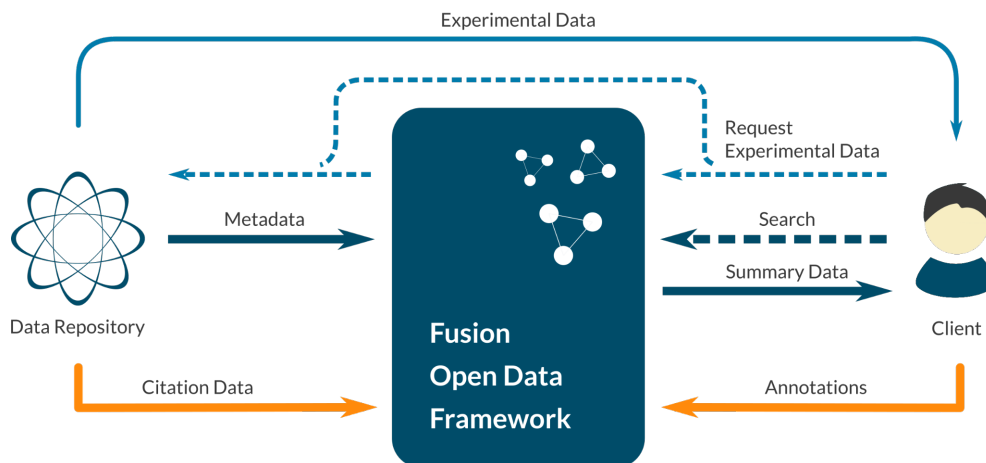 Experimental Data
Request
Experimental Data
Metadata
Search
Summary Data
Data Repository
Fusion
Open Data
Framework
Client
Citation Data
Annotations